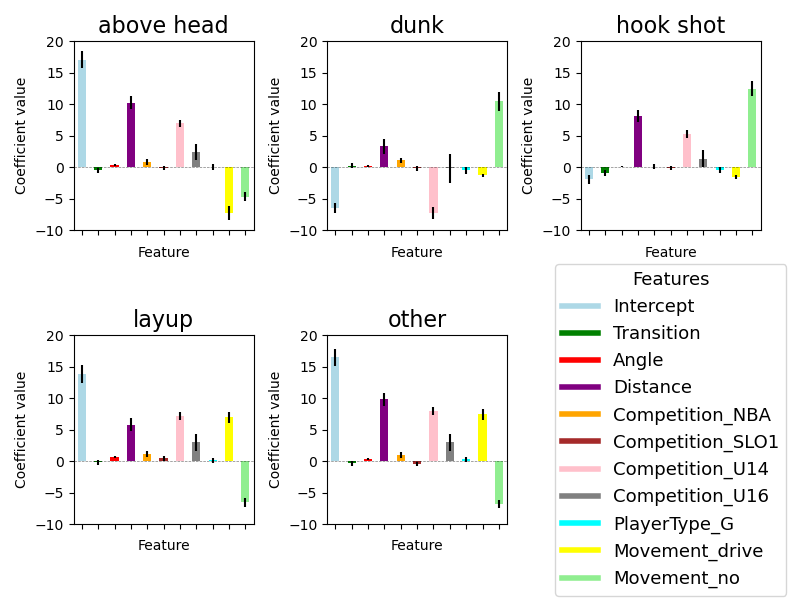 above head
dunk
hook shot
20
15
10
5
0
−5
−10
Coefficient value
Feature
20
15
10
5
0
−5
−10
Coefficient value
Feature
20
15
10
5
0
−5
−10
Coefficient value
Feature
layup
other
20
15
10
5
0
−5
−10
Coefficient value
Feature
20
15
10
5
0
−5
−10
Coefficient value
Feature
Features
Intercept
Transition
Angle
Distance
Competition_NBA
Competition_SLO1
Competition_U14
Competition_U16
PlayerType_G
Movement_drive
Movement_no